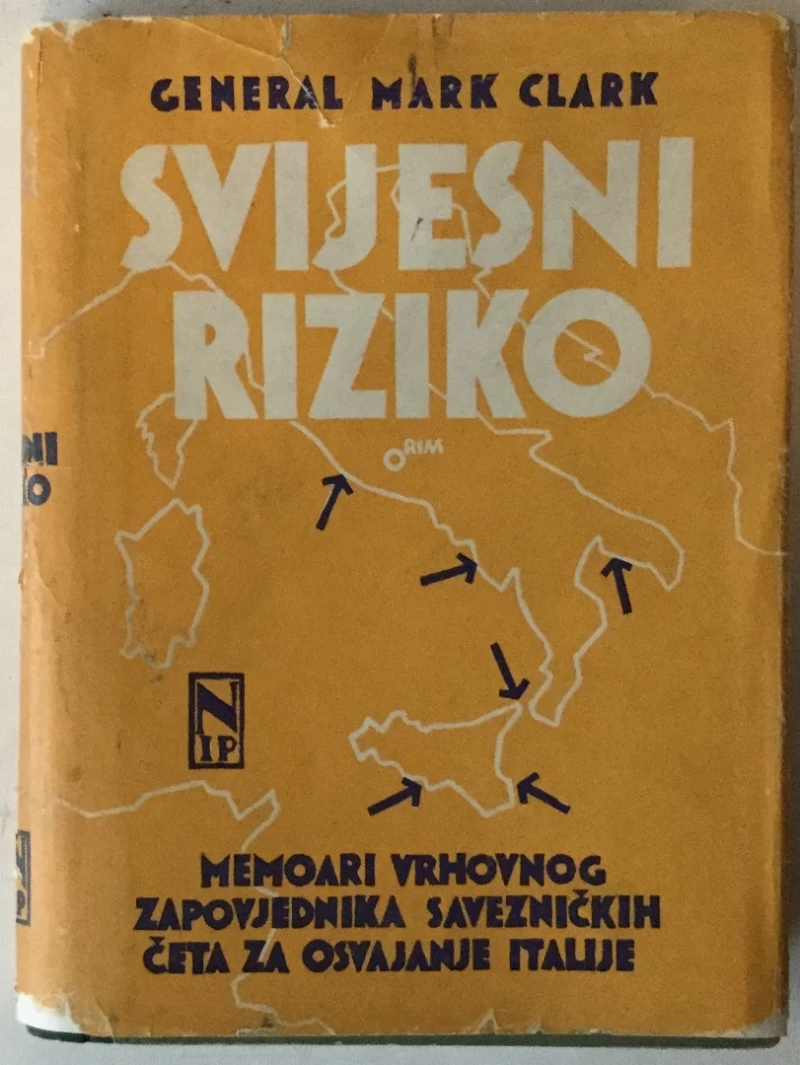 GENERAL MARK CLARK
SVIJESNI
RIZIKO
RIM
NIP
MEMOARI VRHOVNOG
ZAPOVJEDNIKA SAVEZNIČKIH
ČETA ZA OSVAJANJE ITALIJE